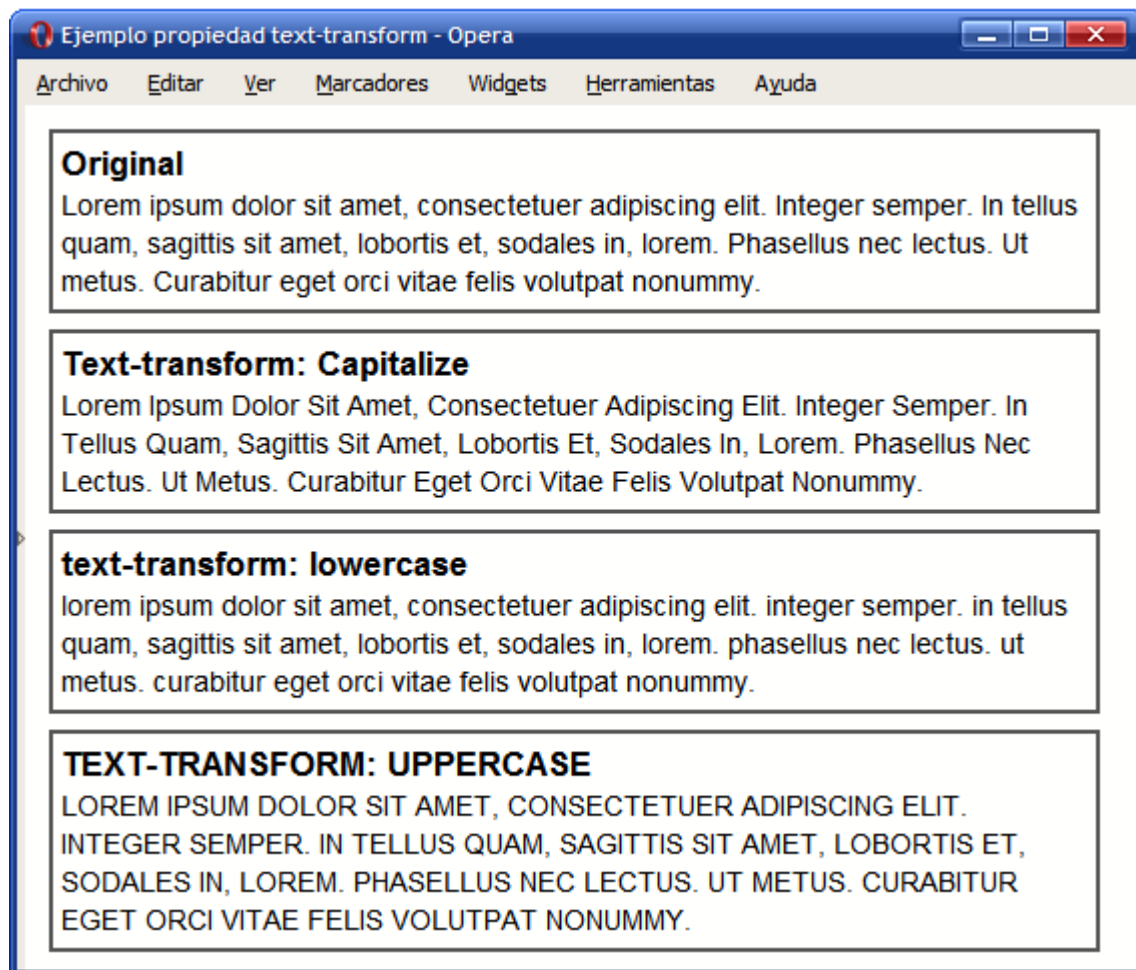 Ejemplo propiedad text-transform - Opera
Archivo Editar Ver Marcadores Widgets Herramientas Ayuda
Original
Lorem ipsum dolor sit amet, consectetuer adipiscing elit. Integer semper. In tellus
quam, sagittis sit amet, lobortis et, sodales in, lorem. Phasellus nec lectus. Ut
metus. Curabitur eget orci vitae felis volutpat nonummy.
Text-transform: Capitalize
Lorem Ipsum Dolor Sit Amet, Consectetuer Adipiscing Elit. Integer Semper. In
Tellus Quam, Sagittis Sit Amet, Lobortis Et, Sodales In, Lorem. Phasellus Nec
Lectus. Ut Metus. Curabitur Eget Orci Vitae Felis Volutpat Nonummy.
text-transform: lowercase
lorem ipsum dolor sit amet, consectetuer adipiscing elit. integer semper. in tellus
quam, sagittis sit amet, lobortis et, sodales in, lorem. phasellus nec lectus. ut
metus. curabitur eget orci vitae felis volutpat nonummy.
TEXT-TRANSFORM: UPPERCASE
LOREM IPSUM DOLOR SIT AMET, CONSECTETUER ADIPISCING ELIT.
INTEGER SEMPER. IN TELLUS QUAM, SAGITTIS SIT AMET, LOBORTIS ET,
SODALES IN, LOREM. PHASELLUS NEC LECTUS. UT METUS. CURABITUR
EGET ORCI VITAE FELIS VOLUTPAT NONUMMY.